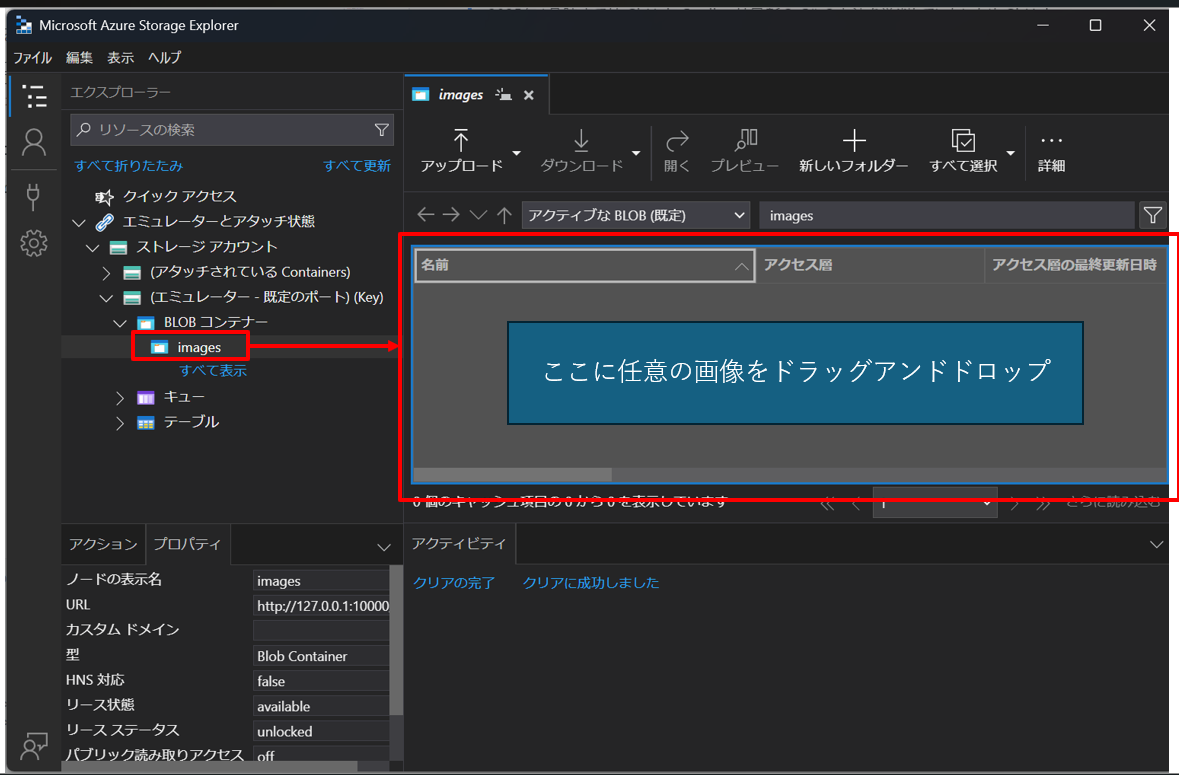 Microsoft Azure Storage Explorer
ファイル 編集 表示 ヘルプ
エクスプローラー
リソースの検索
すべて折りたたみ すべて更新
クイック アクセス
エミュレーターとアタッチ状態
ストレージ アカウント
(アタッチされている Containers)
(エミュレーター - 既定のポート) (Key)
BLOB コンテナー
images
すべて表示
キュー
テーブル
images
アップロード ダウンロード 開く プレビュー 新しいフォルダー すべて選択 詳細
アクティブな BLOB (既定) images
名前 アクセス層 アクセス層の最終更新日時
ここに任意の画像をドラッグアンドドロップ
0 個のキャッシュ項目の 0 から 0 を表示しています 1 さらに読み込む
アクション プロパティ
ノードの表示名 images
URL http://127.0.0.1:10000
カスタム ドメイン
型 Blob Container
HNS 対応 false
リース状態 available
リース ステータス unlocked
パブリック読み取りアクセス off
アクティビティ
クリアの完了 クリアに成功しました